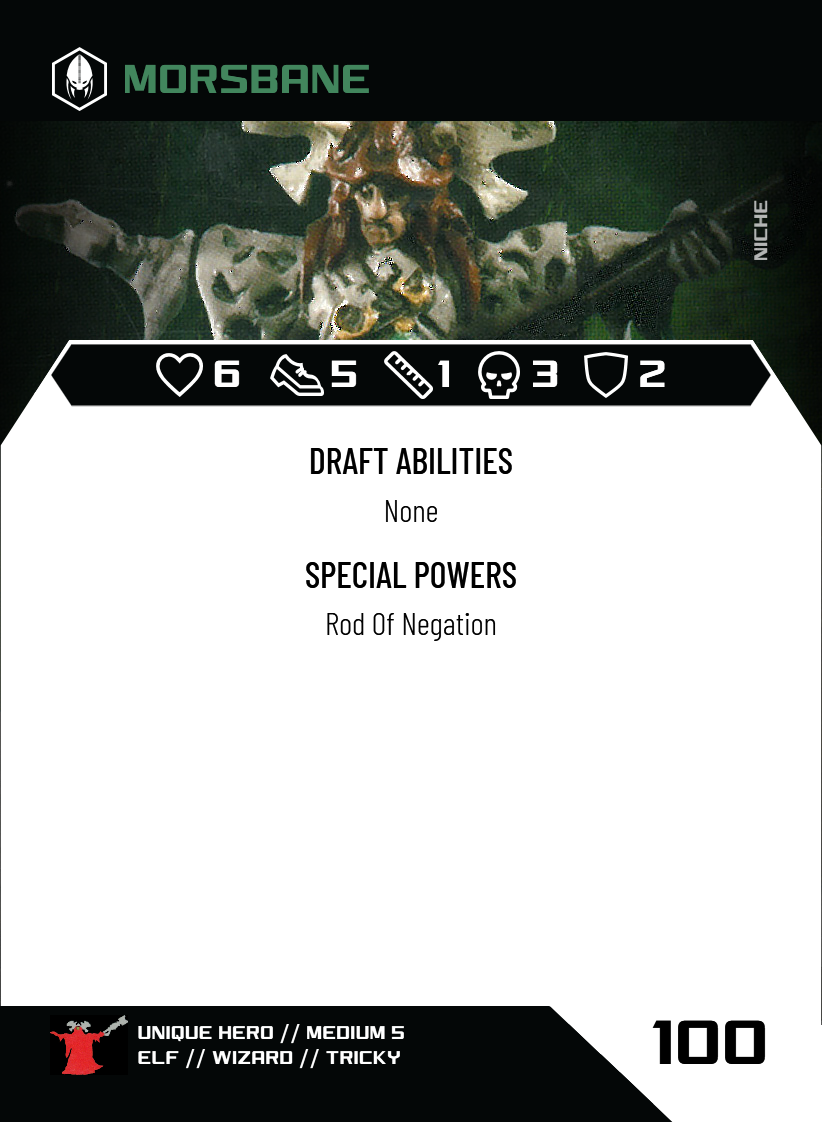 MORSBANE
NICHE
6 5 1 3 2
DRAFT ABILITIES
None
SPECIAL POWERS
Rod Of Negation
UNIQUE HERO // MEDIUM 5
ELF // WIZARD // TRICKY
100